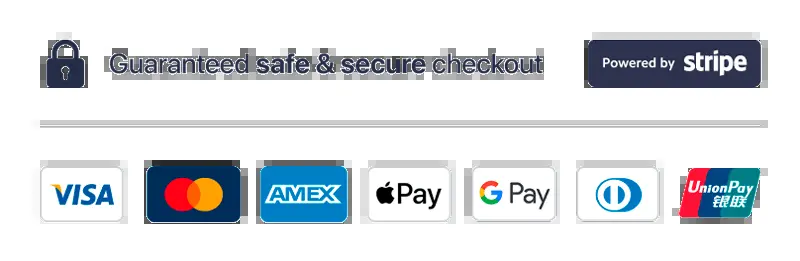 Guaranteed safe & secure checkout
Powered by stripe
VISA
AMEX
Pay
G Pay
UnionPay
银联